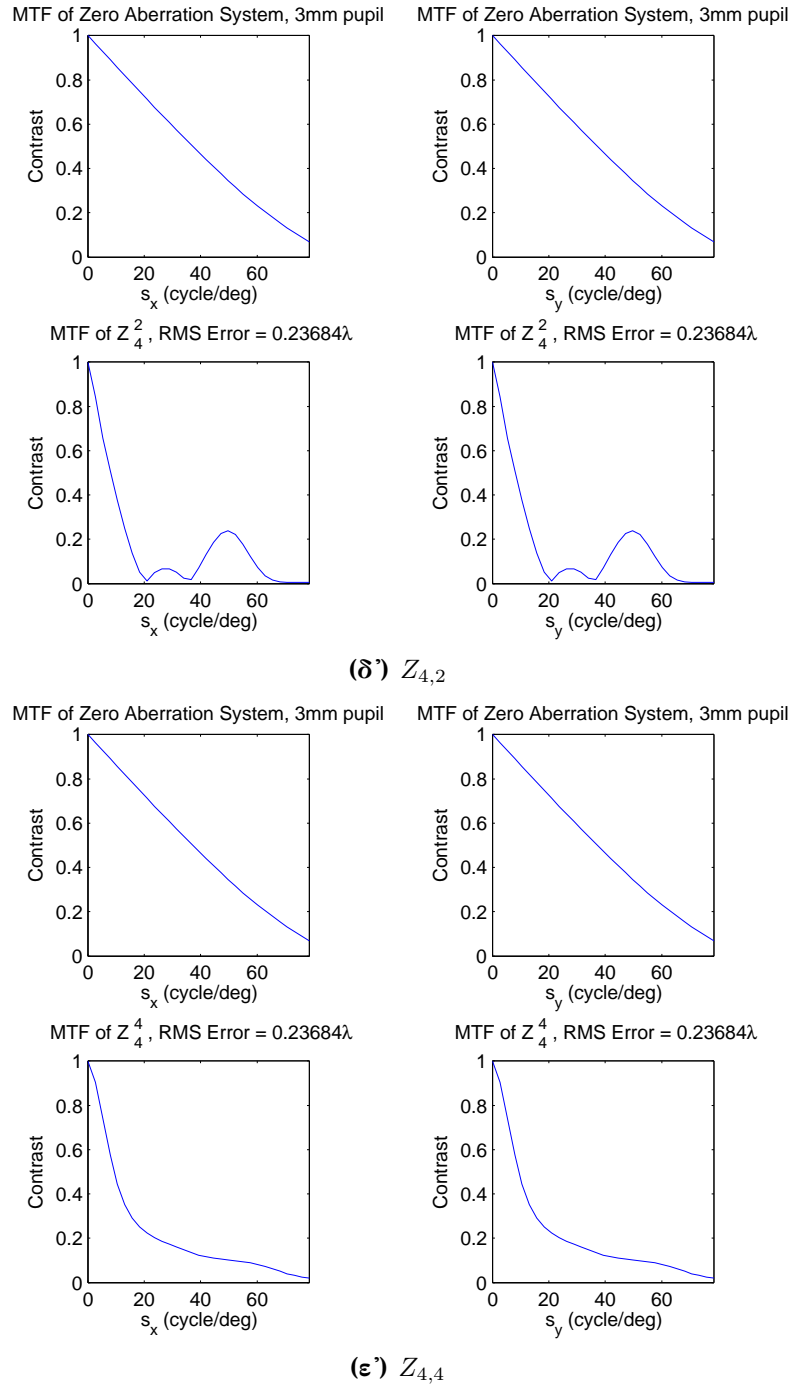 MTF of Zero Aberration System, 3mm pupil MTF of Zero Aberration System, 3mm pupil
1 1
0.8 0.8
0.6 0.6
0.4 0.4
0.2 0.2
0 0
Contrast Contrast
0 20 40 60 0 20 40 60
s_x (cycle/deg) s_y (cycle/deg)
MTF of Z_4^2, RMS Error = 0.23684λ MTF of Z_4^2, RMS Error = 0.23684λ
1 1
0.8 0.8
0.6 0.6
0.4 0.4
0.2 0.2
0 0
Contrast Contrast
0 20 40 60 0 20 40 60
s_x (cycle/deg) s_y (cycle/deg)
(δ') Z_{4,2}
MTF of Zero Aberration System, 3mm pupil MTF of Zero Aberration System, 3mm pupil
1 1
0.8 0.8
0.6 0.6
0.4 0.4
0.2 0.2
0 0
Contrast Contrast
0 20 40 60 0 20 40 60
s_x (cycle/deg) s_y (cycle/deg)
MTF of Z_4^4, RMS Error = 0.23684λ MTF of Z_4^4, RMS Error = 0.23684λ
1 1
0.8 0.8
0.6 0.6
0.4 0.4
0.2 0.2
0 0
Contrast Contrast
0 20 40 60 0 20 40 60
s_x (cycle/deg) s_y (cycle/deg)
(ε') Z_{4,4}